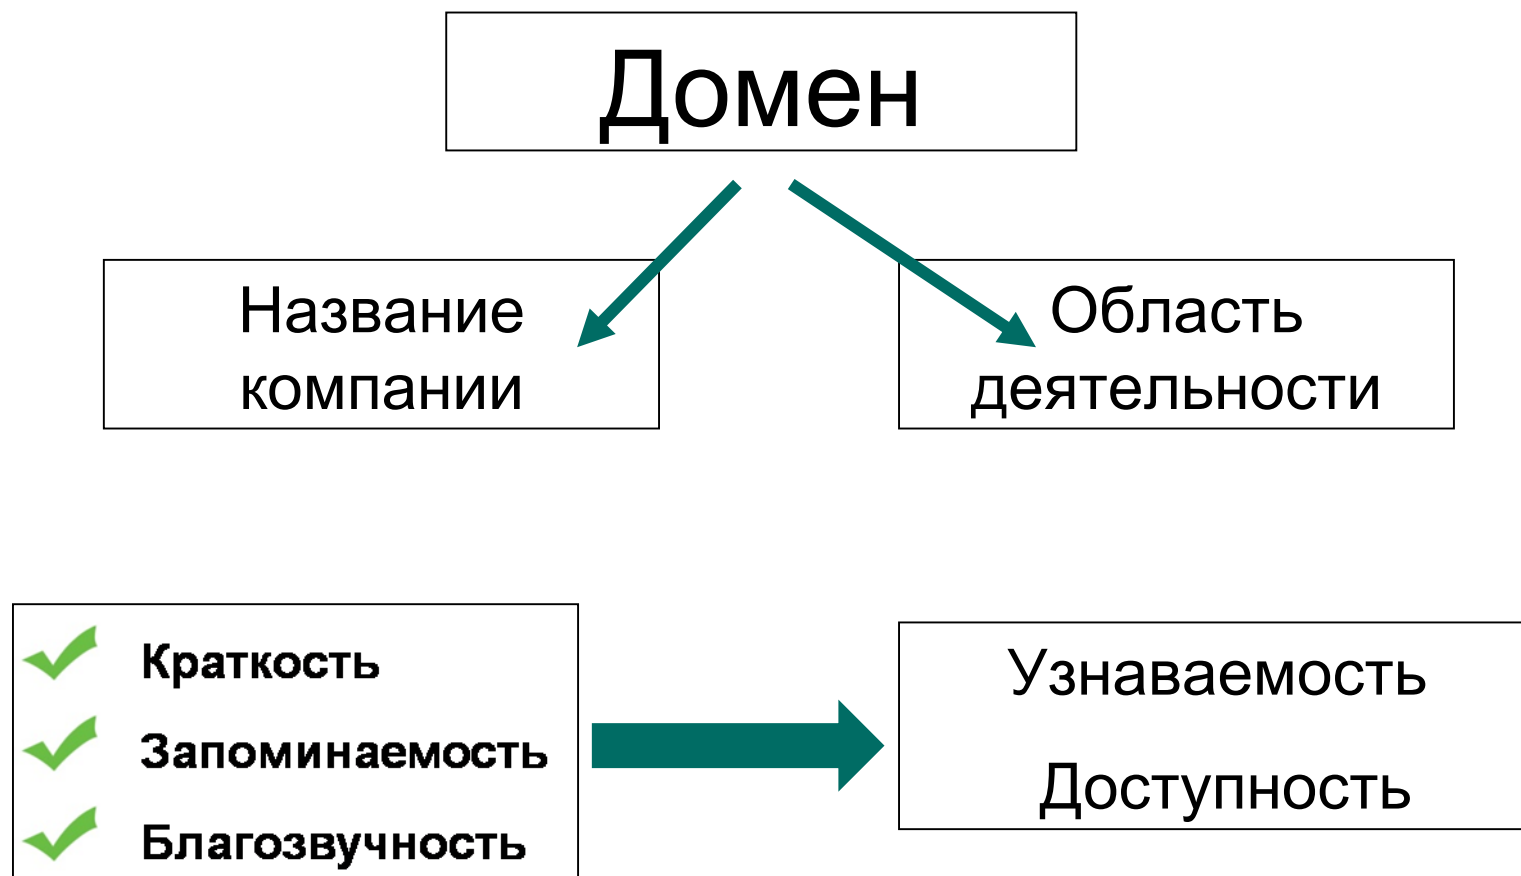 Домен
Название
компании
Область
деятельности
Краткость
Запоминаемость
Благозвучность
Узнаваемость
Доступность